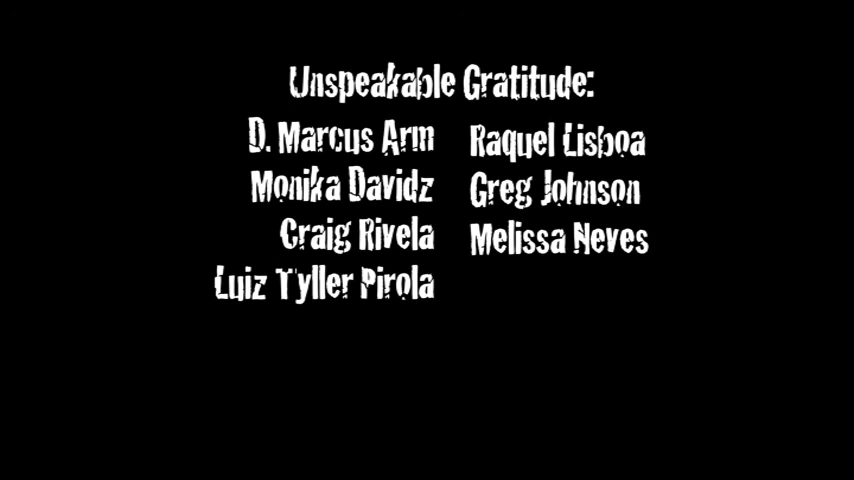 Unspeakable Gratitude:
D. Marcus Arm
Monika Davidz
Craig Rivela
Luiz Tyller Pirola
Raquel Lisboa
Greg Johnson
Melissa Neves